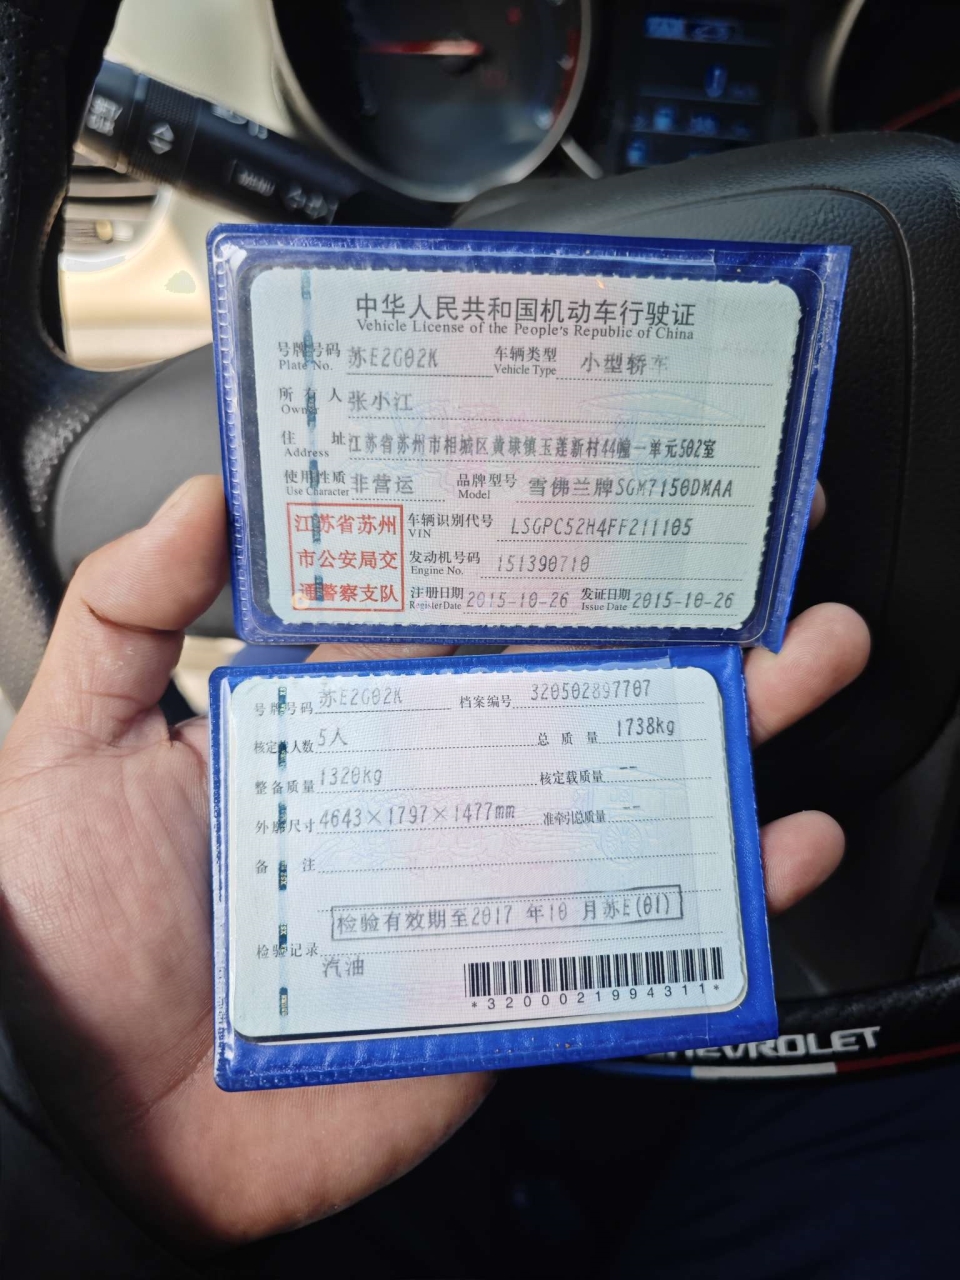 中华人民共和国机动车行驶证
Vehicle License of the People's Republic of China
号牌号码 苏E2G02K 车辆类型 小型轿车
Plate No. Vehicle Type
所有人 张小江
Owner
住址 江苏省苏州市相城区黄埭镇玉莲新村44幢一单元502室
Address
使用性质 非营运 品牌型号 雪佛兰牌SGM7150DMAA
Use Character Model
江苏省苏州 车辆识别代号 LSGPC52H4FF211105
VIN
市公安局交 发动机号码 151390710
Engine No.
通警察支队 注册日期 2015-10-26 发证日期 2015-10-26
Register Date Issue Date
号牌号码 苏E2G02K 档案编号 320502897707
核定载人数 5人 总质量 1738kg
整备质量 1320kg 核定载质量 --
外廓尺寸 4643×1797×1477mm 准牵引总质量 --
备注
检验有效期至2017 年10 月苏E(01)
检验记录
汽油
*3200021994311*
CHEVROLET